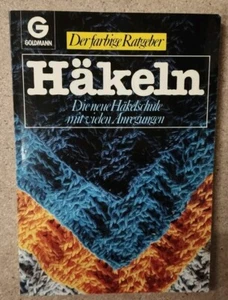 G
GOLDMANN
Der farbige Ratgeber
Häkeln
Die neue Häkelschule
mit vielen Anregungen